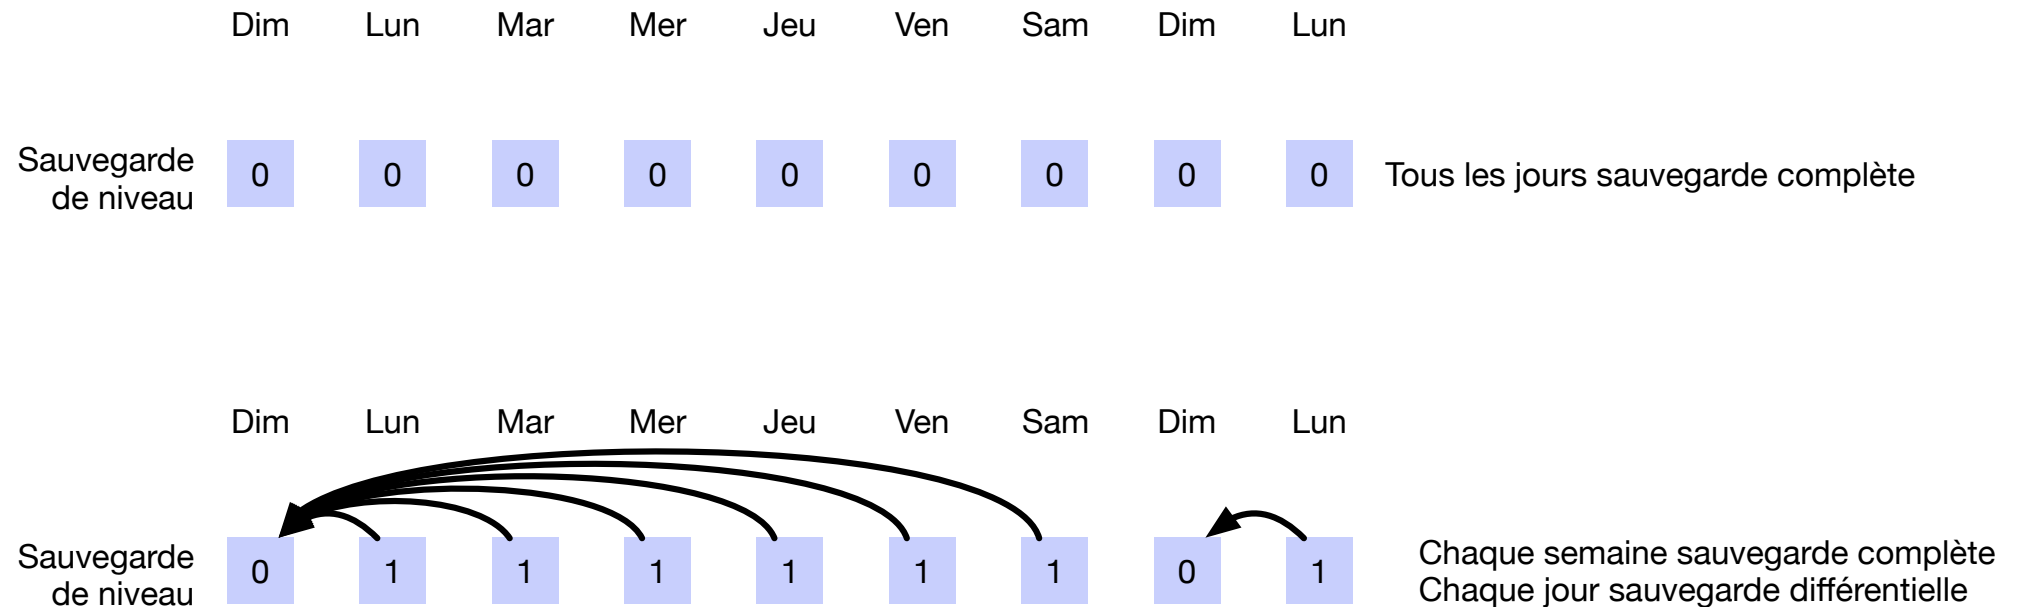 Dim Lun Mar Mer Jeu Ven Sam Dim Lun
Sauvegarde
de niveau
0 0 0 0 0 0 0 0 0
Tous les jours sauvegarde complète
Dim Lun Mar Mer Jeu Ven Sam Dim Lun
Sauvegarde
de niveau
0 1 1 1 1 1 1 0 1
Chaque semaine sauvegarde complète
Chaque jour sauvegarde différentielle